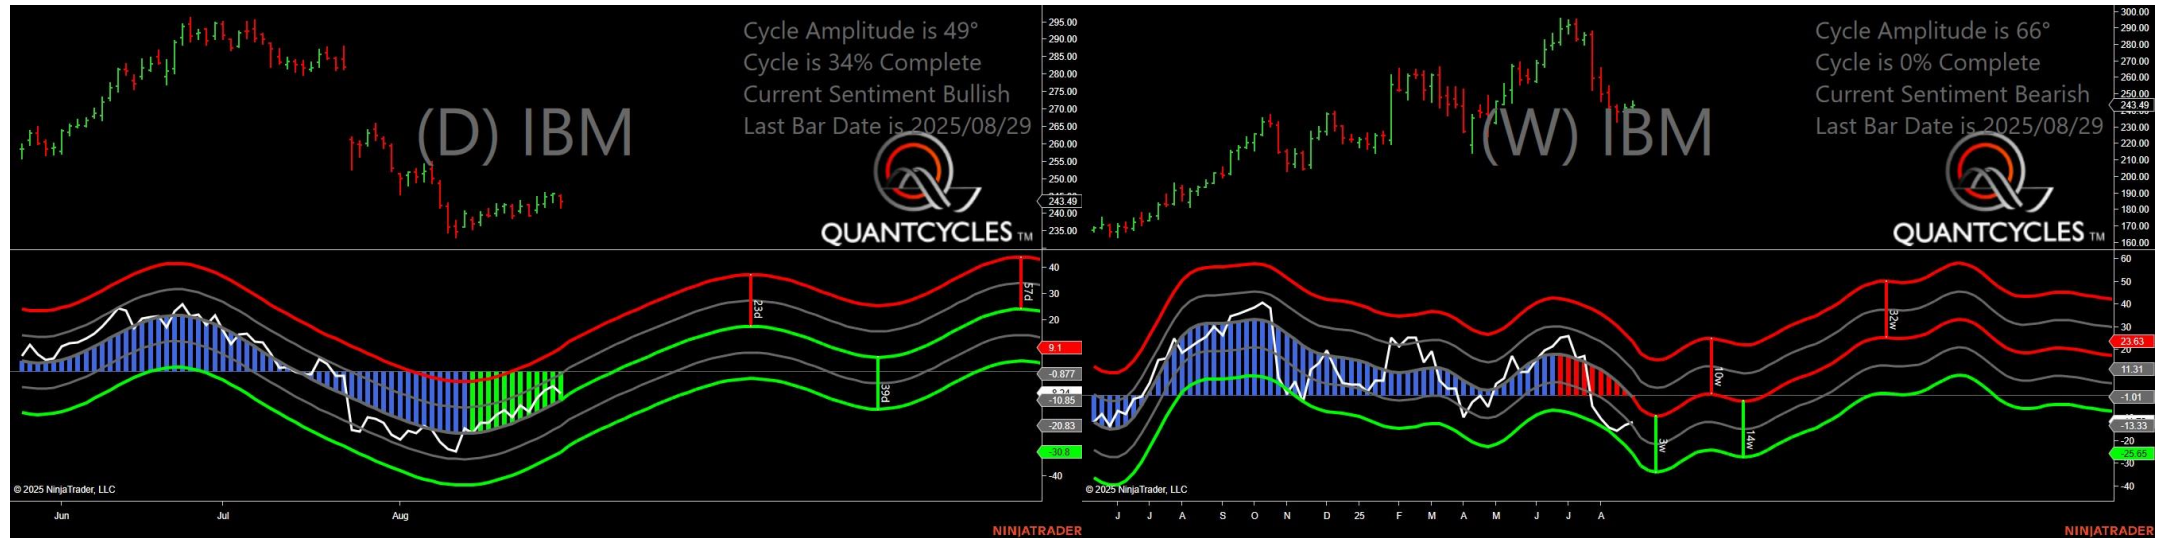 Cycle Amplitude is 49°
Cycle is 34% Complete
Current Sentiment Bullish
Last Bar Date is 2025/08/29
(D) IBM
QUANTCYCLES TM
295.00
290.00
285.00
280.00
275.00
270.00
265.00
260.00
255.00
250.00
243.49
240.00
235.00
40
30
20
9.1
-0.877
-10.85
-20.83
-30.8
-40
23d
39d
57d
© 2025 NinjaTrader, LLC
Jun Jul Aug
NINJATRADER
Cycle Amplitude is 66°
Cycle is 0% Complete
Current Sentiment Bearish
Last Bar Date is 2025/08/29
(W) IBM
QUANTCYCLES TM
300.00
290.00
280.00
270.00
260.00
250.00
243.49
230.00
220.00
210.00
200.00
190.00
180.00
170.00
160.00
60
50
40
30
23.63
20
11.31
-1.01
-13.33
-20
-25.65
-30
-40
3w
10w
14w
32w
© 2025 NinjaTrader, LLC
J J A S O N D 25 F M A M J J A
NINJATRADER